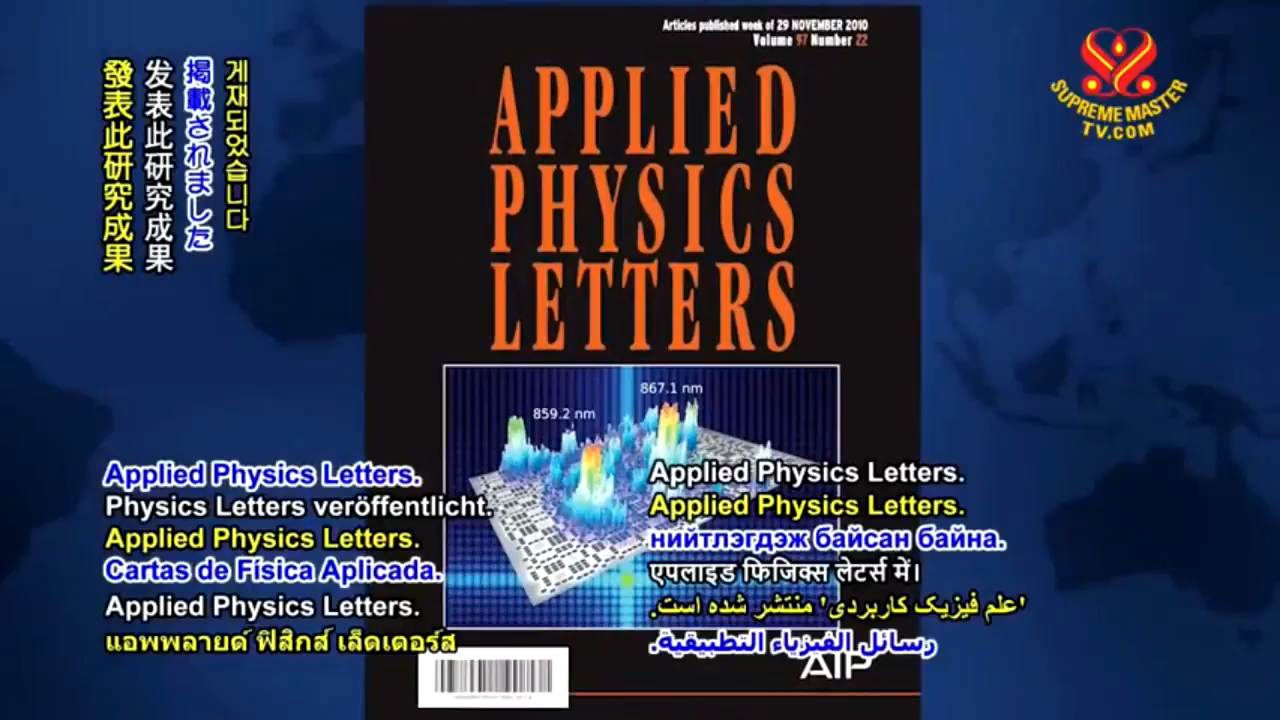 Articles published week of 29 NOVEMBER 2010
Volume 97 Number 22
APPLIED
PHYSICS
LETTERS
SUPREME MASTER
TV.COM
게재되었습니다
掲載されました
发表此研究成果
發表此研究成果
859.2 nm
867.1 nm
Applied Physics Letters.
Physics Letters veröffentlicht.
Applied Physics Letters.
Cartas de Física Aplicada.
Applied Physics Letters.
แอพพลายด์ ฟิสิกส์ เล็ตเตอร์ส
Applied Physics Letters.
Applied Physics Letters.
нийтлэгдэж байсан байна.
एपलाइड फिजिक्स लेटर्स में।
'علم فیزیک کاربردی' منتشر شده است.
رسائل الفيزياء التطبيقية.
AIP